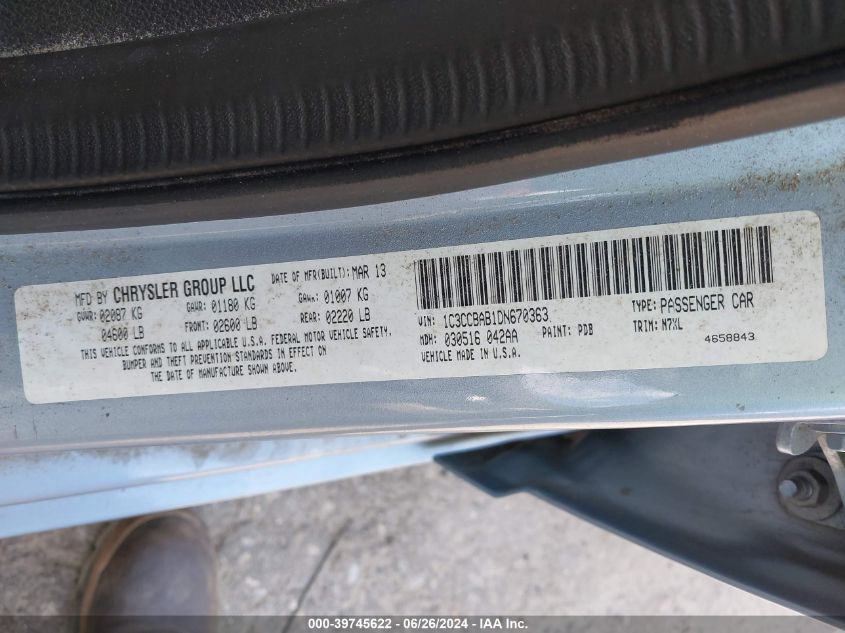 MFD BY CHRYSLER GROUP LLC
DATE OF MFR(BUILT): MAR 13
GVWR: 02087 KG
GAWR: 01180 KG
GAWR: 01007 KG
04600 LB
FRONT: 02600 LB
REAR: 02220 LB
THIS VEHICLE CONFORMS TO ALL APPLICABLE U.S.A. FEDERAL MOTOR VEHICLE SAFETY.
BUMPER AND THEFT PREVENTION STANDARDS IN EFFECT ON
THE DATE OF MANUFACTURE SHOWN ABOVE.
VIN: 1C3CCBAB1DN670363
TYPE: PASSENGER CAR
MDH: 030516 042AA
PAINT: PDB
TRIM: N7XL
VEHICLE MADE IN U.S.A.
4658843
000-39745622 - 06/26/2024 - IAAI.COM